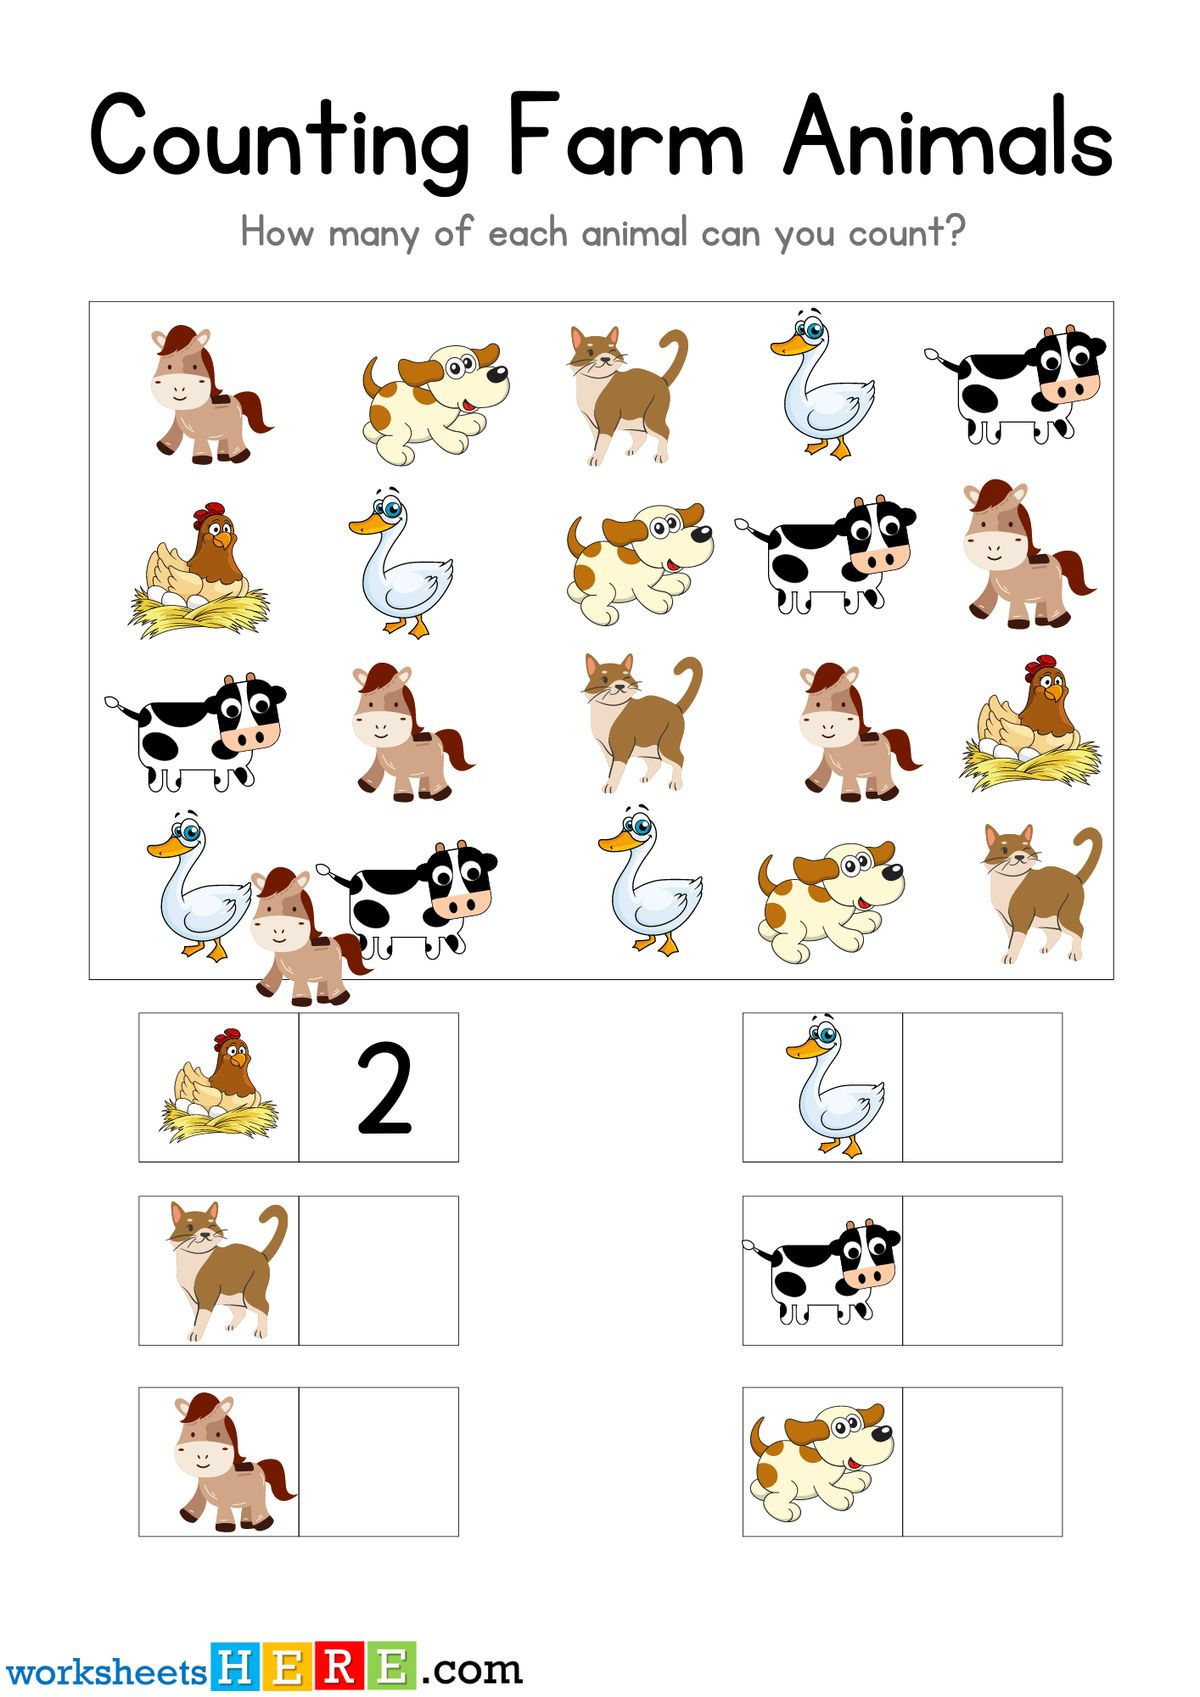 Counting Farm Animals
How many of each animal can you count?
2
worksheetsHERE.com